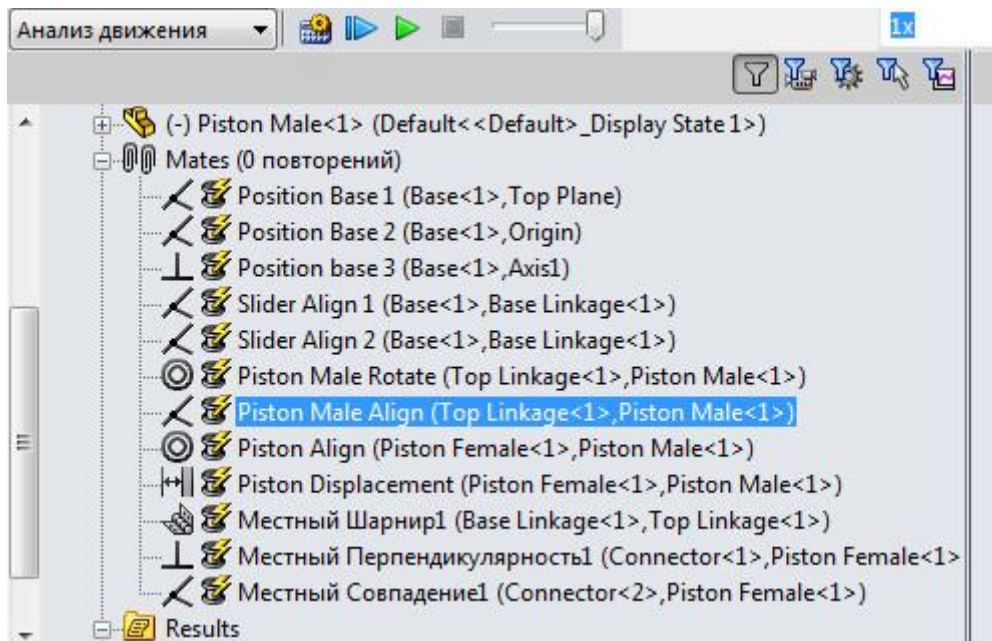 Анализ движения 1x
(-) Piston Male<1> (Default<<Default>_Display State 1>)
Mates (0 повторений)
Position Base 1 (Base<1>,Top Plane)
Position Base 2 (Base<1>,Origin)
Position base 3 (Base<1>,Axis1)
Slider Align 1 (Base<1>,Base Linkage<1>)
Slider Align 2 (Base<1>,Base Linkage<1>)
Piston Male Rotate (Top Linkage<1>,Piston Male<1>)
Piston Male Align (Top Linkage<1>,Piston Male<1>)
Piston Align (Piston Female<1>,Piston Male<1>)
Piston Displacement (Piston Female<1>,Piston Male<1>)
Местный Шарнир1 (Base Linkage<1>,Top Linkage<1>)
Местный Перпендикулярность1 (Connector<1>,Piston Female<1>
Местный Совпадение1 (Connector<2>,Piston Female<1>)
Results